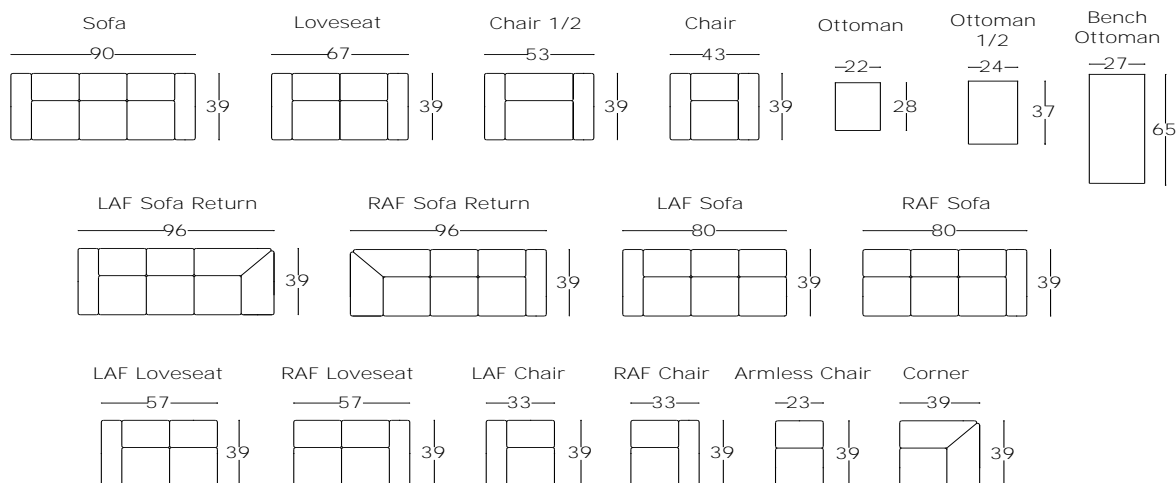 Sofa
90
39
Loveseat
67
39
Chair 1/2
53
39
Chair
43
39
Ottoman
22
28
Ottoman
1/2
24
37
Bench
Ottoman
27
65
LAF Sofa Return
96
39
RAF Sofa Return
96
39
LAF Sofa
80
39
RAF Sofa
80
39
LAF Loveseat
57
39
RAF Loveseat
57
39
LAF Chair
33
39
RAF Chair
33
39
Armless Chair
23
39
Corner
39
39